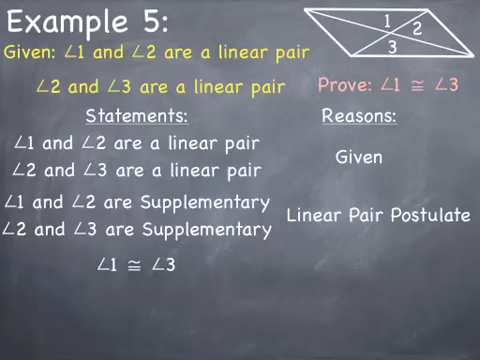 Example 5:
1
2
3
Given: ∠1 and ∠2 are a linear pair
∠2 and ∠3 are a linear pair
Prove: ∠1 ≅ ∠3
Statements:
Reasons:
∠1 and ∠2 are a linear pair
∠2 and ∠3 are a linear pair
Given
∠1 and ∠2 are Supplementary
∠2 and ∠3 are Supplementary
Linear Pair Postulate
∠1 ≅ ∠3